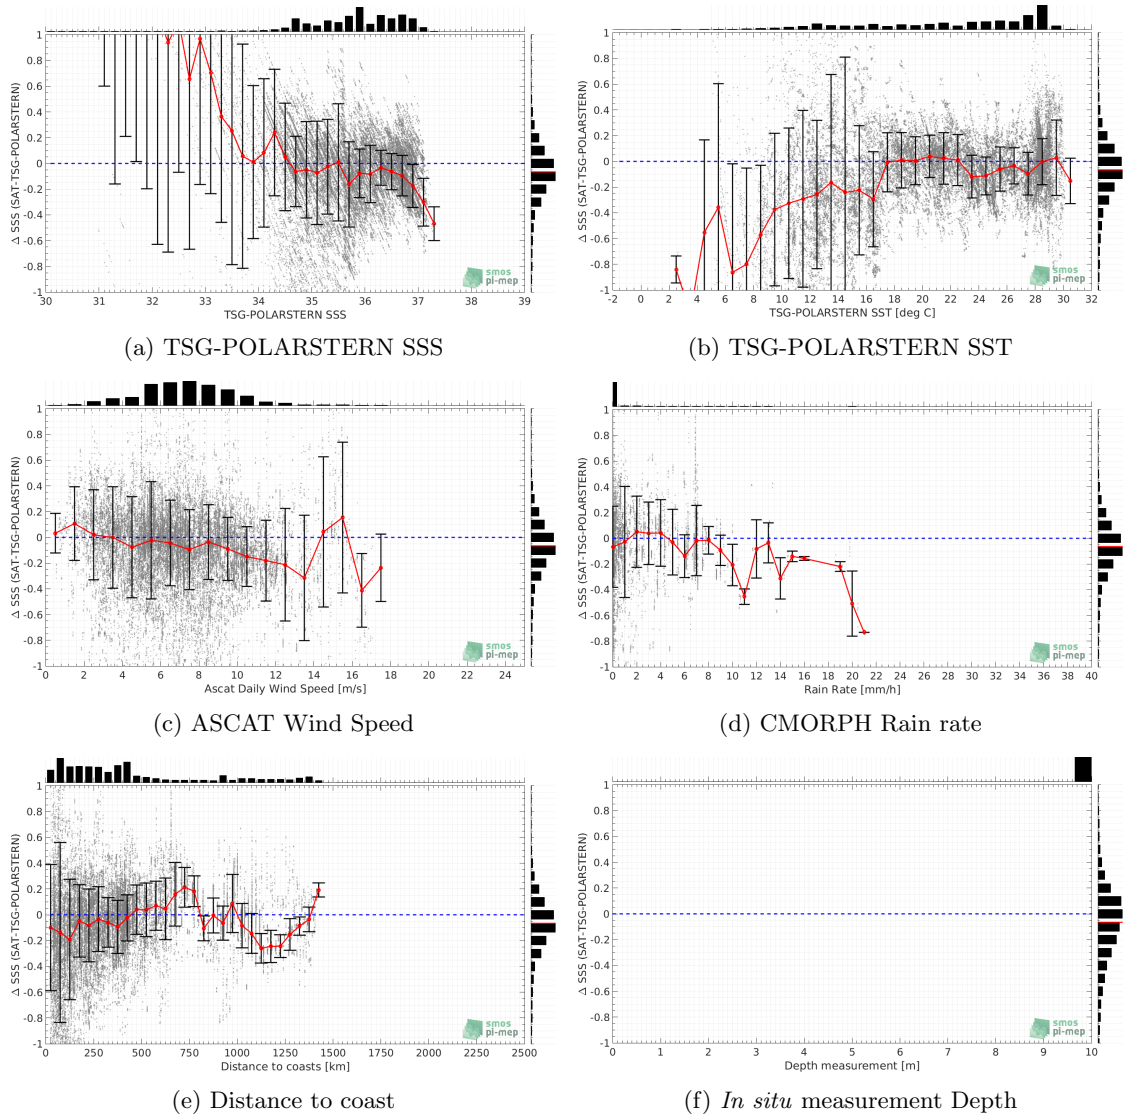 1
0.8
0.6
0.4
0.2
0
-0.2
-0.4
-0.6
-0.8
-1
Δ SSS (SAT-TSG-POLARSTERN)
30 31 32 33 34 35 36 37 38 39
TSG-POLARSTERN SSS
smos
pi-mep
(a) TSG-POLARSTERN SSS
1
0.8
0.6
0.4
0.2
0
-0.2
-0.4
-0.6
-0.8
-1
Δ SSS (SAT-TSG-POLARSTERN)
-2 0 2 4 6 8 10 12 14 16 18 20 22 24 26 28 30 32
TSG-POLARSTERN SST [deg C]
smos
pi-mep
(b) TSG-POLARSTERN SST
1
0.8
0.6
0.4
0.2
0
-0.2
-0.4
-0.6
-0.8
-1
Δ SSS (SAT-TSG-POLARSTERN)
0 2 4 6 8 10 12 14 16 18 20 22 24
Ascat Daily Wind Speed [m/s]
smos
pi-mep
(c) ASCAT Wind Speed
1
0.8
0.6
0.4
0.2
0
-0.2
-0.4
-0.6
-0.8
-1
Δ SSS (SAT-TSG-POLARSTERN)
0 2 4 6 8 10 12 14 16 18 20 22 24 26 28 30 32 34 36 38 40
Rain Rate [mm/h]
smos
pi-mep
(d) CMORPH Rain rate
1
0.8
0.6
0.4
0.2
0
-0.2
-0.4
-0.6
-0.8
-1
Δ SSS (SAT-TSG-POLARSTERN)
0 250 500 750 1000 1250 1500 1750 2000 2250 2500
Distance to coasts [km]
smos
pi-mep
(e) Distance to coast
1
0.8
0.6
0.4
0.2
0
-0.2
-0.4
-0.6
-0.8
-1
Δ SSS (SAT-TSG-POLARSTERN)
0 1 2 3 4 5 6 7 8 9 10
Depth measurement [m]
smos
pi-mep
(f) In situ measurement Depth